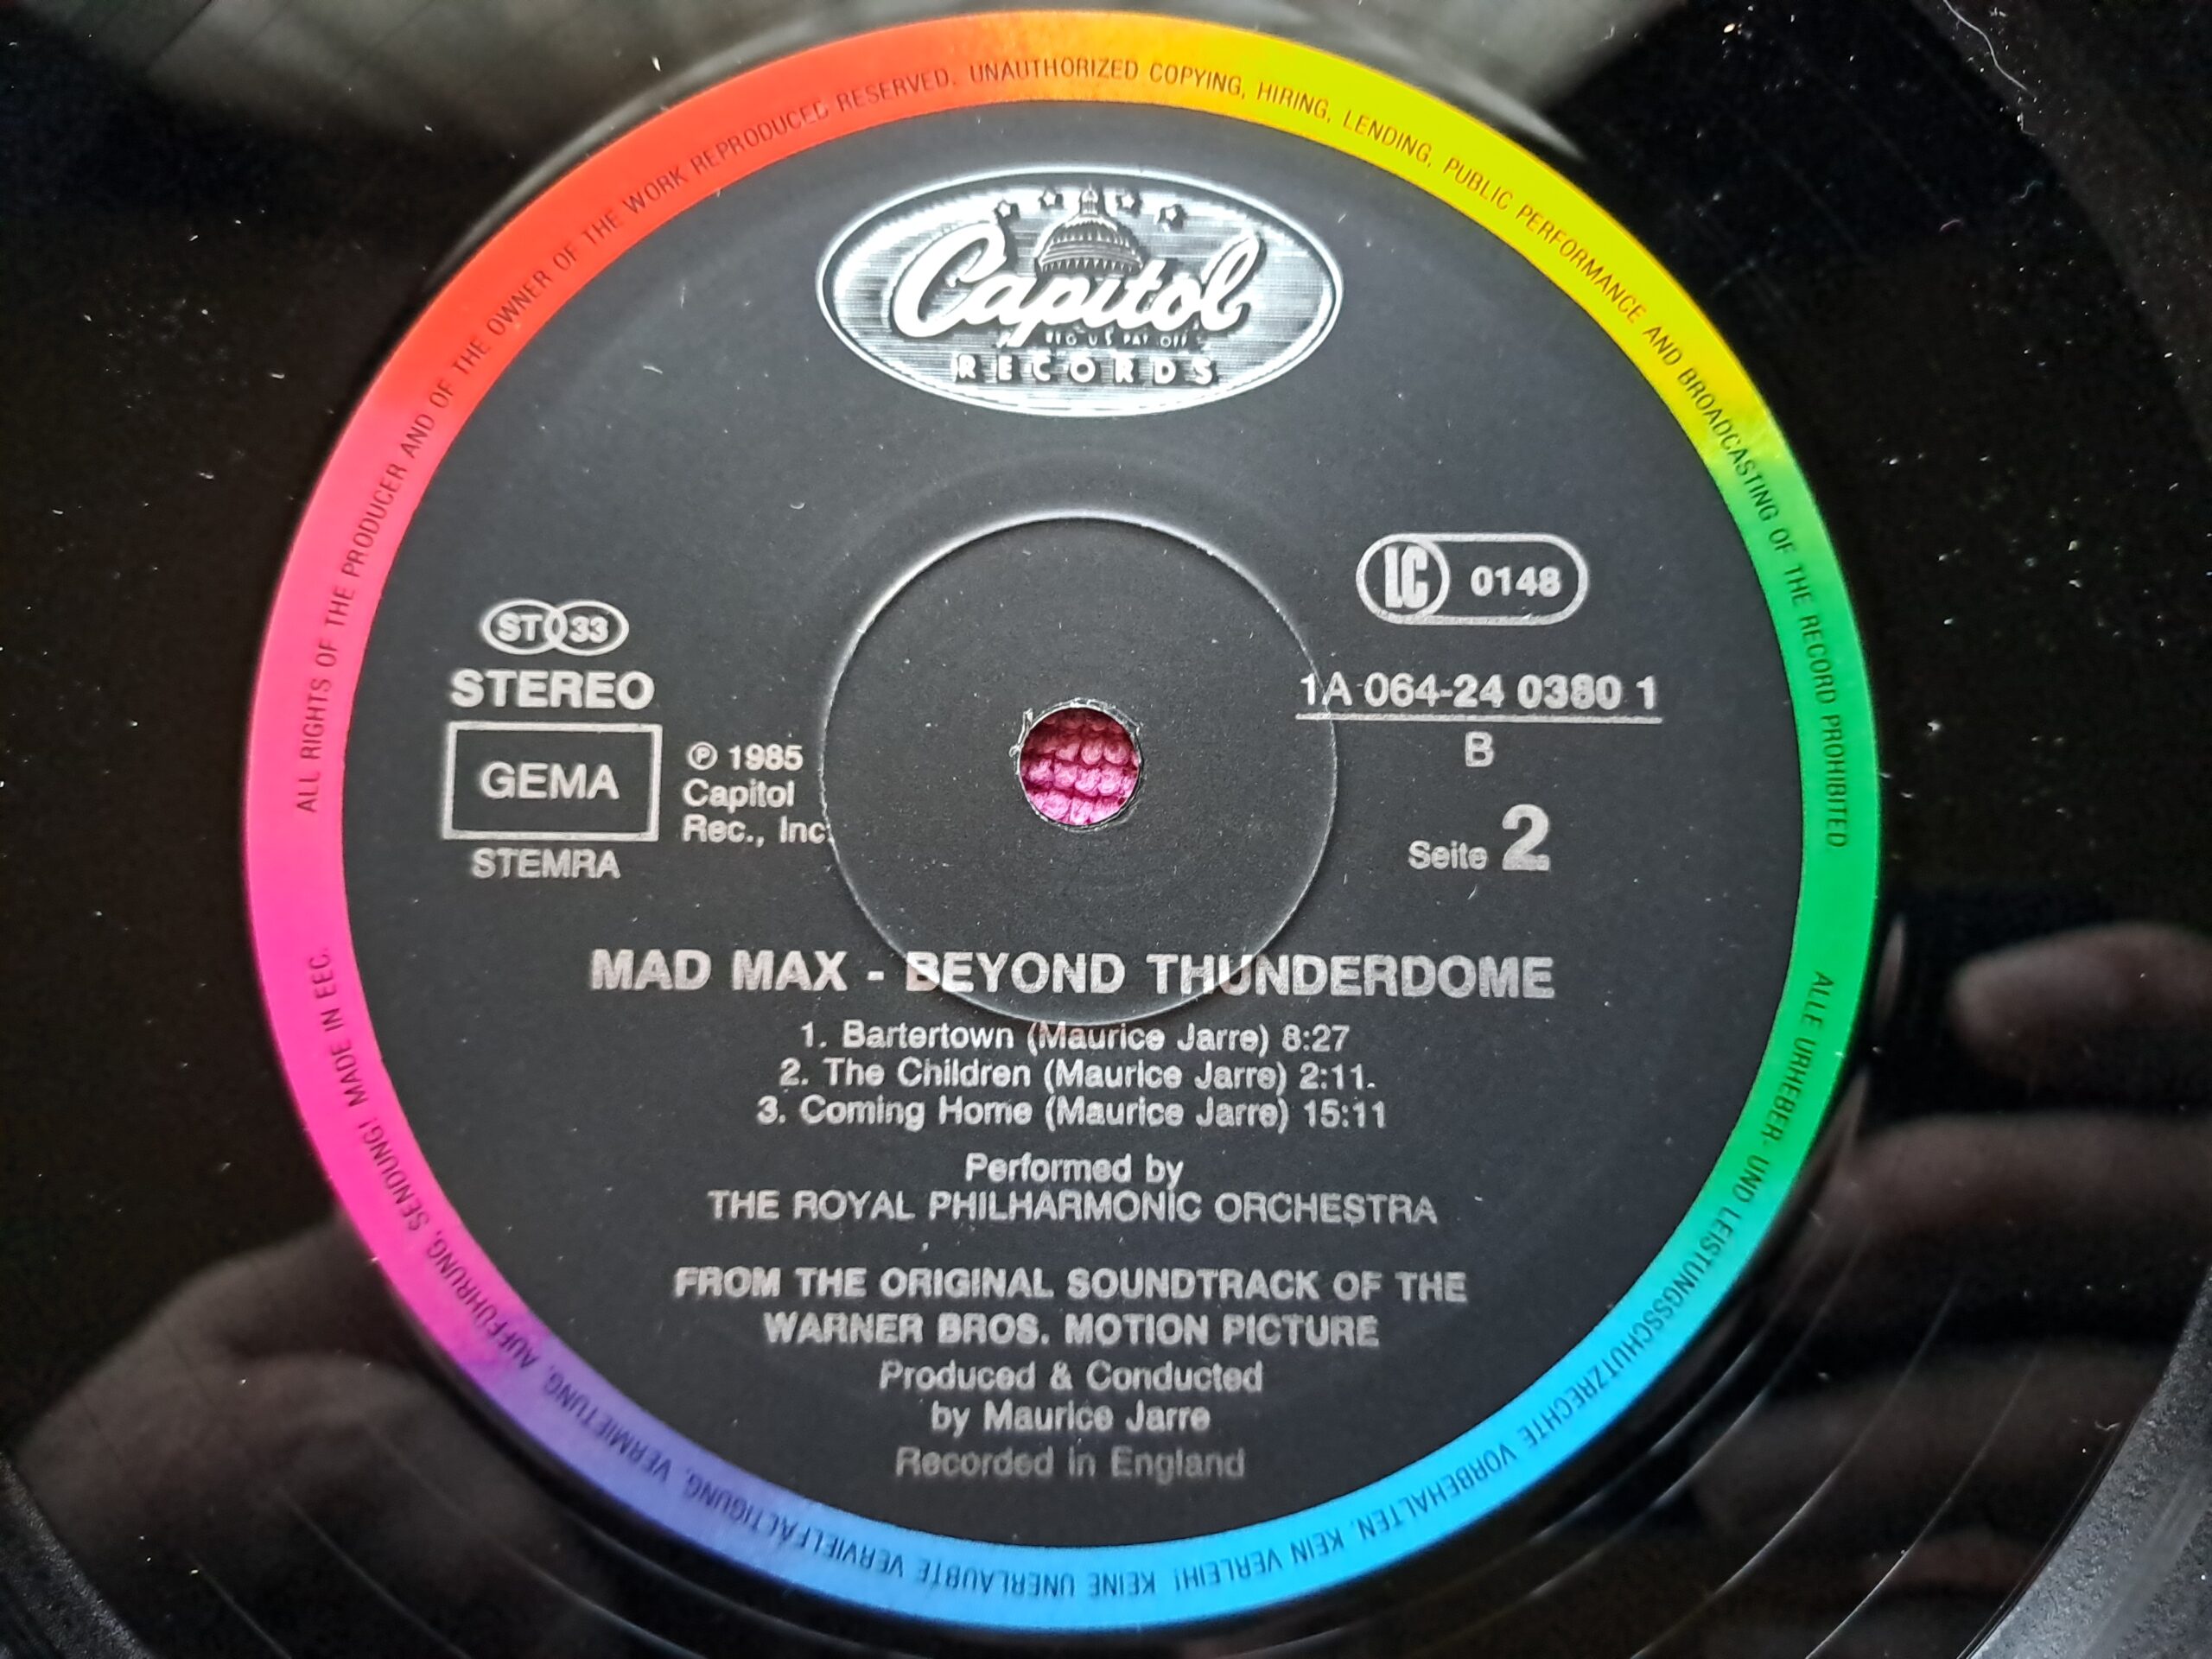 ALL RIGHTS OF THE PRODUCER AND OF THE OWNER OF THE WORK REPRODUCED RESERVED. UNAUTHORIZED COPYING, HIRING, LENDING, PUBLIC PERFORMANCE AND BROADCASTING OF THE RECORD PROHIBITED
Capitol
REG U S PAT OFF
RECORDS
LC 0148
ST 33
STEREO
GEMA
STEMRA
℗ 1985
Capitol
Rec., Inc.
1A 064-24 0380 1
B
Seite 2
MAD MAX - BEYOND THUNDERDOME
1. Bartertown (Maurice Jarre) 8:27
2. The Children (Maurice Jarre) 2:11.
3. Coming Home (Maurice Jarre) 15:11
Performed by
THE ROYAL PHILHARMONIC ORCHESTRA
FROM THE ORIGINAL SOUNDTRACK OF THE
WARNER BROS. MOTION PICTURE
Produced & Conducted
by Maurice Jarre
Recorded in England
ALLE URHEBER- UND LEISTUNGSSCHUTZRECHTE VORBEHALTEN. KEIN VERLEIH! KEINE UNERLAUBTE VERVIELFÄLTIGUNG, VERMIETUNG, AUFFÜHRUNG, SENDUNG! MADE IN EEC.